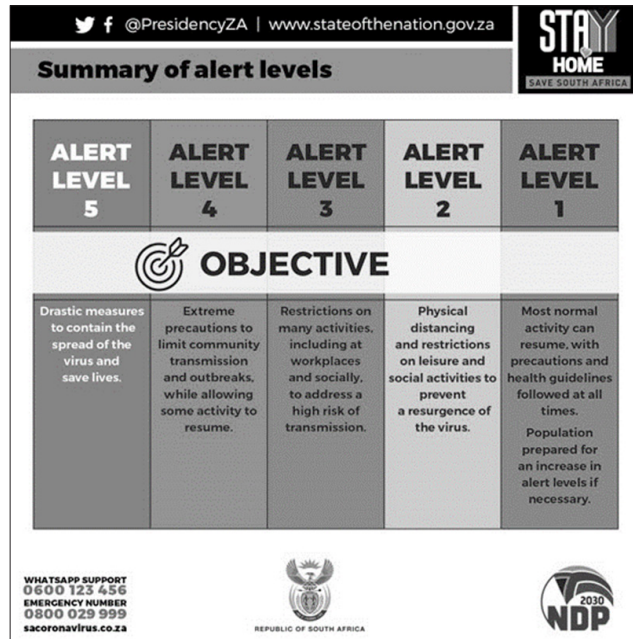 @PresidencyZA | www.stateofthenation.gov.za
STAY
HOME
SAVE SOUTH AFRICA
Summary of alert levels
ALERT
LEVEL
5
ALERT
LEVEL
4
ALERT
LEVEL
3
ALERT
LEVEL
2
ALERT
LEVEL
1
OBJECTIVE
Drastic measures
to contain the
spread of the
virus and
save lives.
Extreme
precautions to
limit community
transmission
and outbreaks,
while allowing
some activity to
resume.
Restrictions on
many activities,
including at
workplaces
and socially,
to address a
high risk of
transmission.
Physical
distancing
and restrictions
on leisure and
social activities to
prevent
a resurgence of
the virus.
Most normal
activity can
resume, with
precautions and
health guidelines
followed at all
times.
Population
prepared for
an increase in
alert levels if
necessary.
WHATSAPP SUPPORT
0600 123 456
EMERGENCY NUMBER
0800 029 999
sacoronavirus.co.za
REPUBLIC OF SOUTH AFRICA
2030
NDP